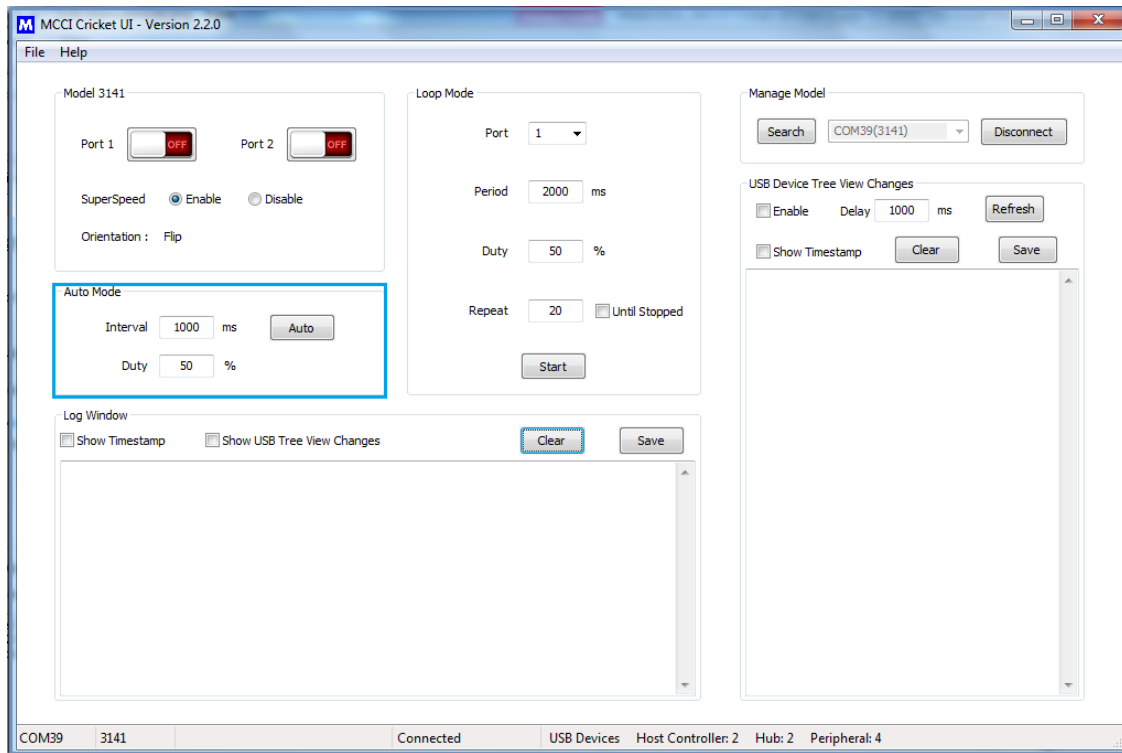 M MCCI Cricket UI - Version 2.2.0
File Help
Model 3141
Port 1 OFF Port 2 OFF
SuperSpeed Enable Disable
Orientation : Flip
Auto Mode
Interval 1000 ms Auto
Duty 50 %
Loop Mode
Port 1
Period 2000 ms
Duty 50 %
Repeat 20 Until Stopped
Start
Manage Model
Search COM39(3141) Disconnect
USB Device Tree View Changes
Enable Delay 1000 ms Refresh
Show Timestamp Clear Save
Log Window
Show Timestamp Show USB Tree View Changes Clear Save
COM39 3141 Connected USB Devices Host Controller: 2 Hub: 2 Peripheral: 4